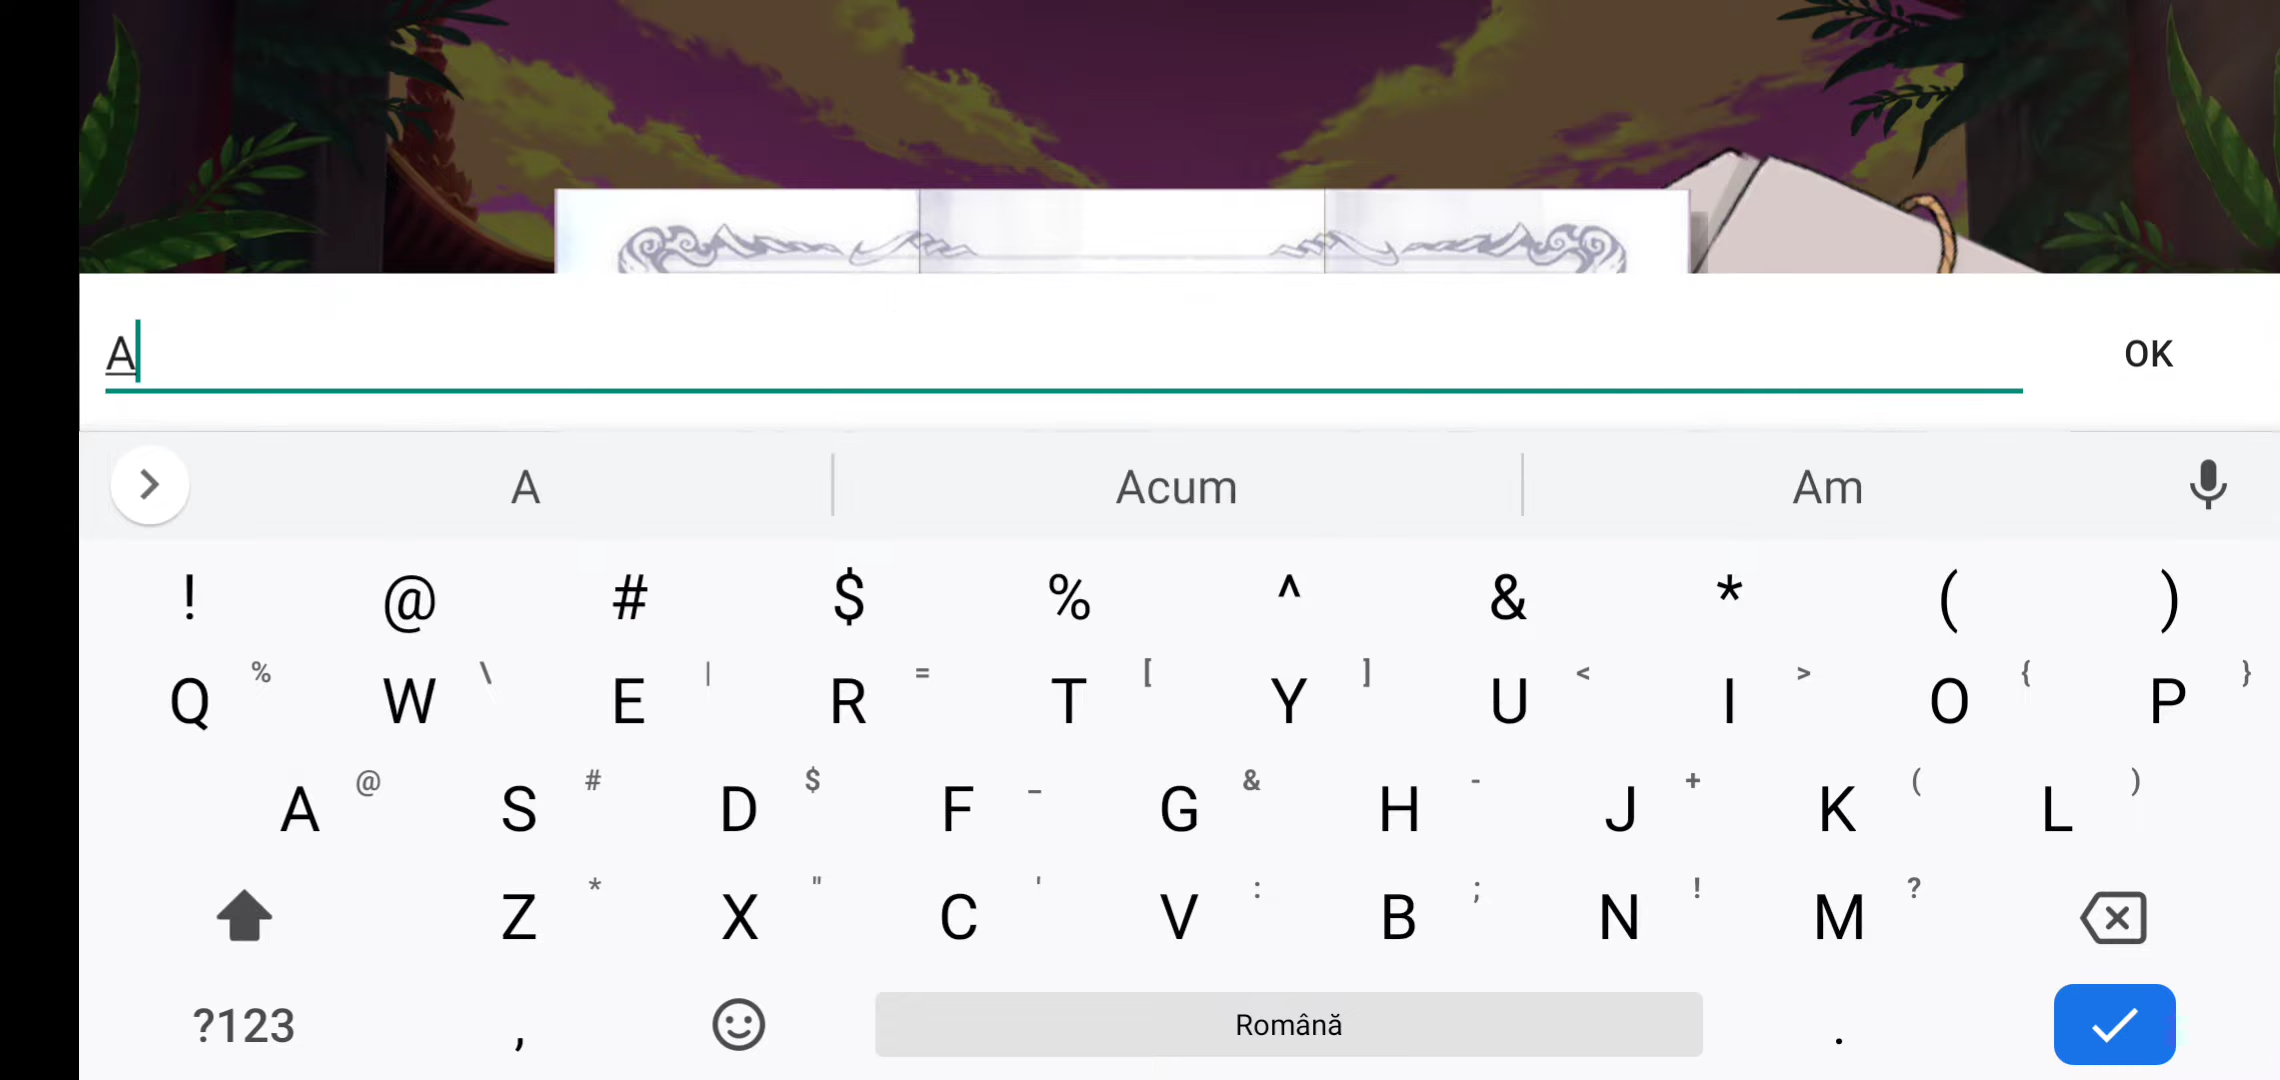 A
OK
A Acum Am
! @ # $ % ^ & * ( )
Q % W \ E | R = T [ Y ] U < I > O { P }
A @ S # D $ F _ G & H - J + K ( L )
Z * X " C ' V : B ; N ! M ?
?123 , Română .